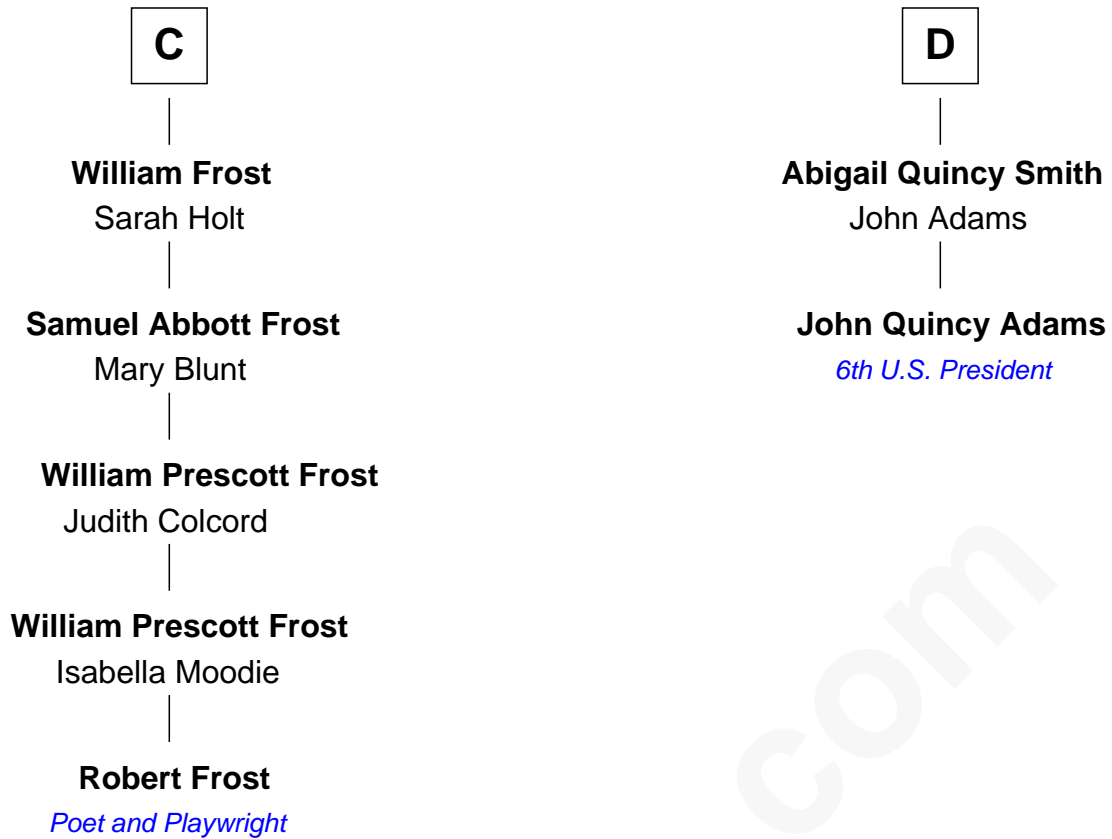 C
William Frost
Sarah Holt
Samuel Abbott Frost
Mary Blunt
William Prescott Frost
Judith Colcord
William Prescott Frost
Isabella Moodie
Robert Frost
Poet and Playwright
D
Abigail Quincy Smith
John Adams
John Quincy Adams
6th U.S. President
com